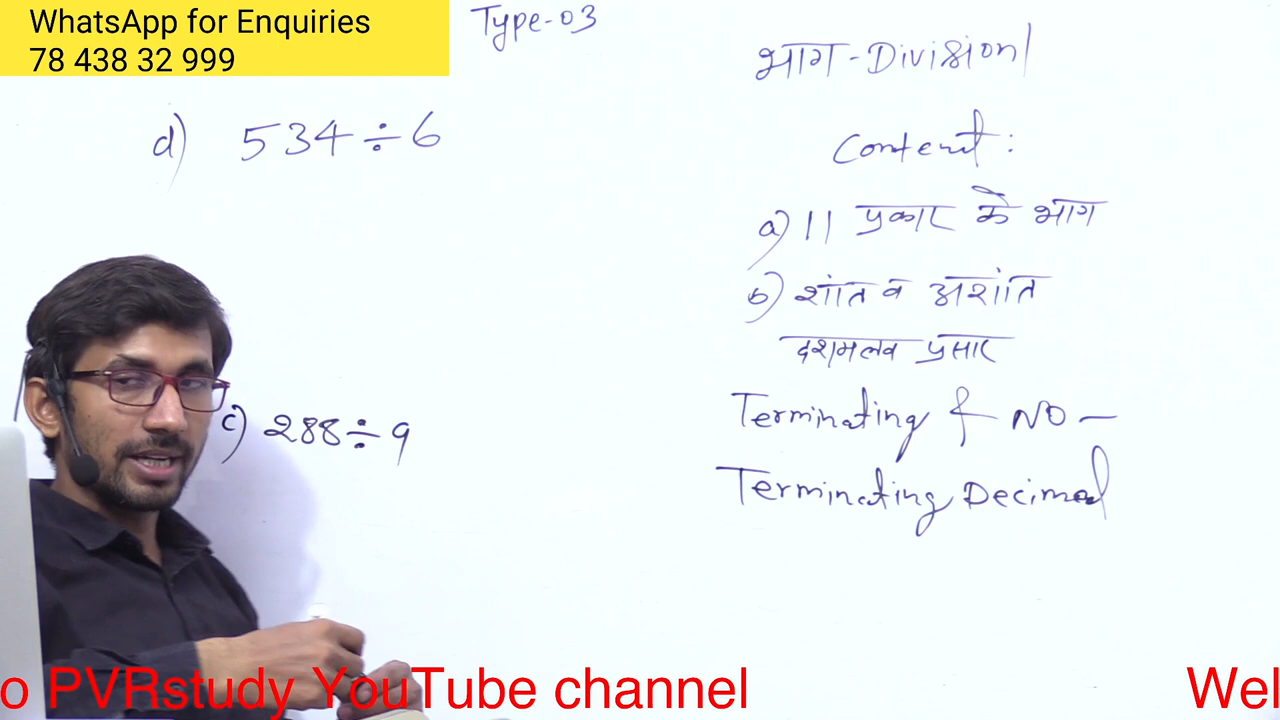 WhatsApp for Enquiries
78 438 32 999
Type-03
भाग-Division
d) 534÷6
Content:
a) 11 प्रकार के भाग
b) शांत व अशांत
दशमलव प्रसार
c) 288÷9
Terminating & NO-
Terminating Decimal
o PVRstudy YouTube channel
Wel